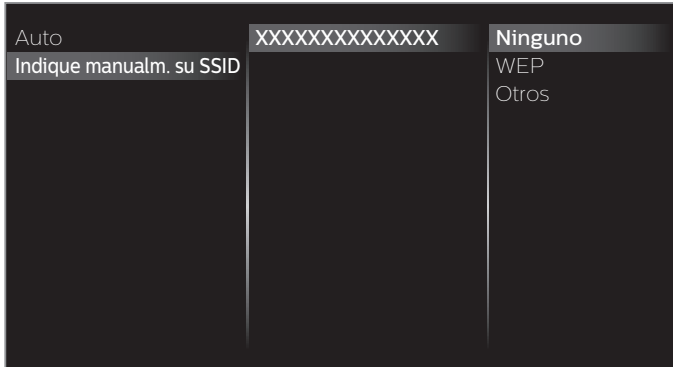 Auto
Indique manualm. su SSID
XXXXXXXXXXXXXX
Ninguno
WEP
Otros